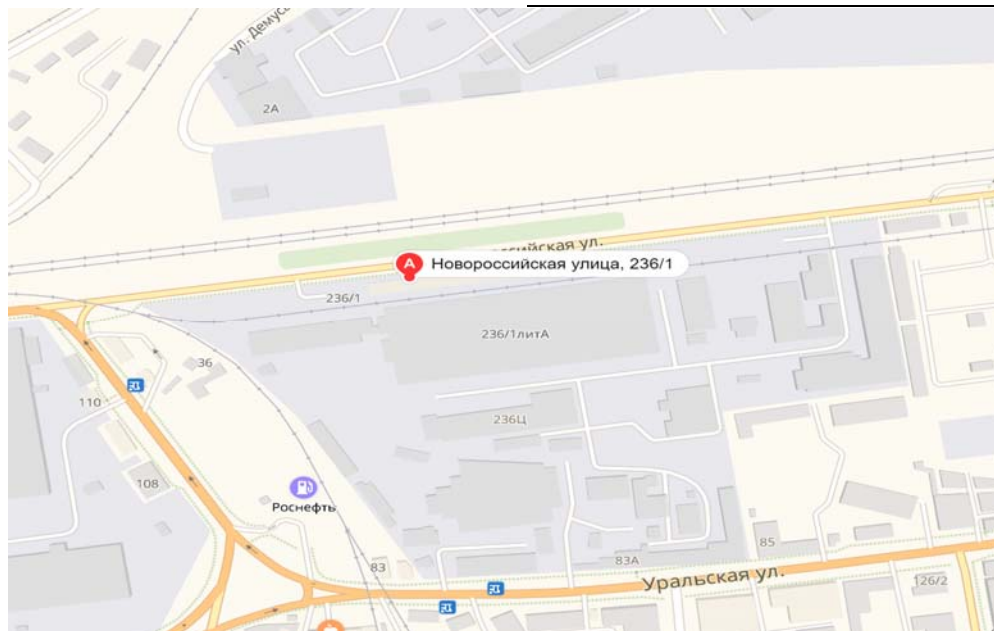 ул. Демус
2А
ссийская ул.
А Новороссийская улица, 236/1
236/1
236/1литА
36
110
236Ц
108
Роснефть
85
83А
83
Уральская ул.
126/2